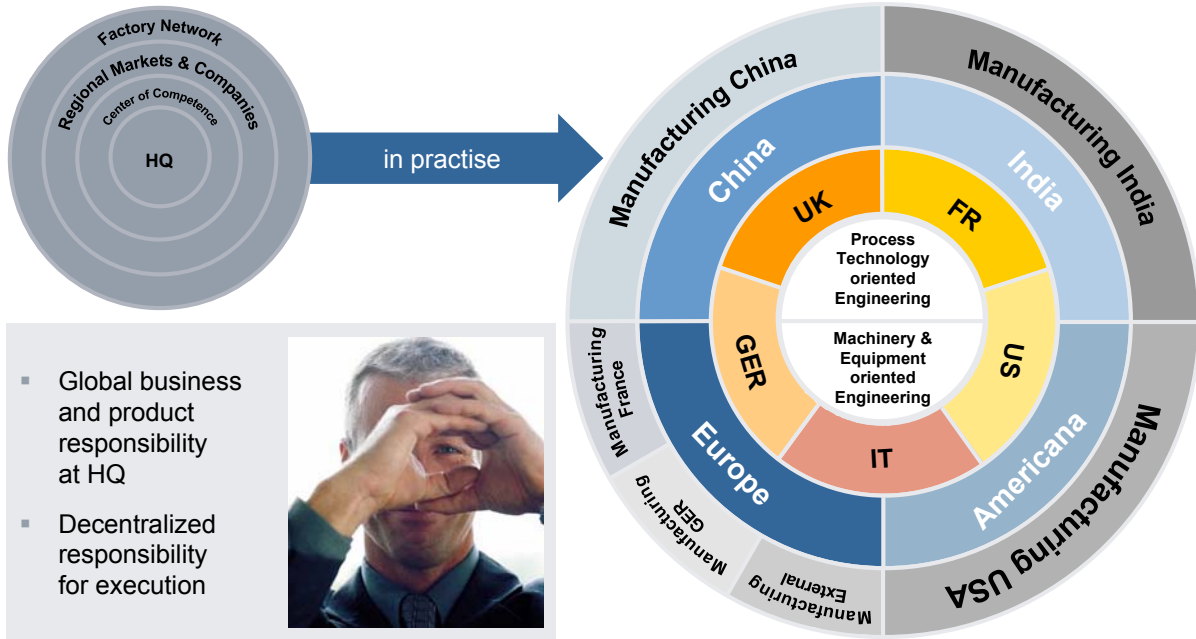 Factory Network
Regional Markets & Companies
Center of Competence
HQ
in practise
Global business
and product
responsibility
at HQ
Decentralized
responsibility
for execution
Manufacturing China
Manufacturing India
China
India
UK
FR
Process
Technology
oriented
Engineering
Machinery &
Equipment
oriented
Engineering
GER
US
IT
Europe
Americana
Manufacturing
France
Manufacturing
GER
Manufacturing
External
Manufacturing USA